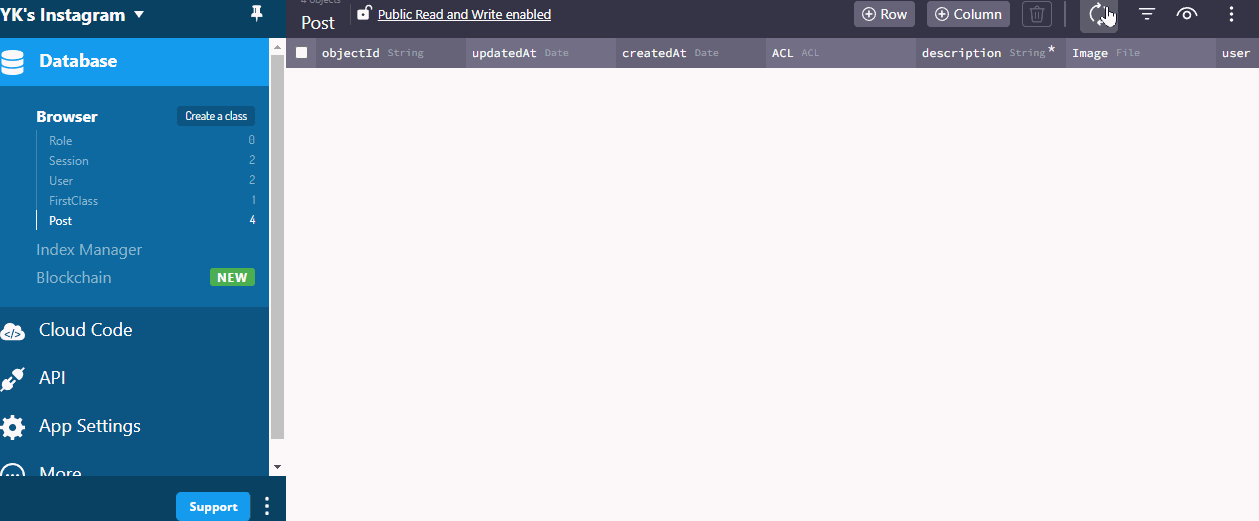 YK's Instagram
Database
Browser
Create a class
Role 0
Session 2
User 2
FirstClass 1
Post 4
Index Manager
Blockchain NEW
Cloud Code
API
App Settings
More
Support
4 objects
Post
Public Read and Write enabled
Row
Column
objectId String updatedAt Date createdAt Date ACL ACL description String* Image File user